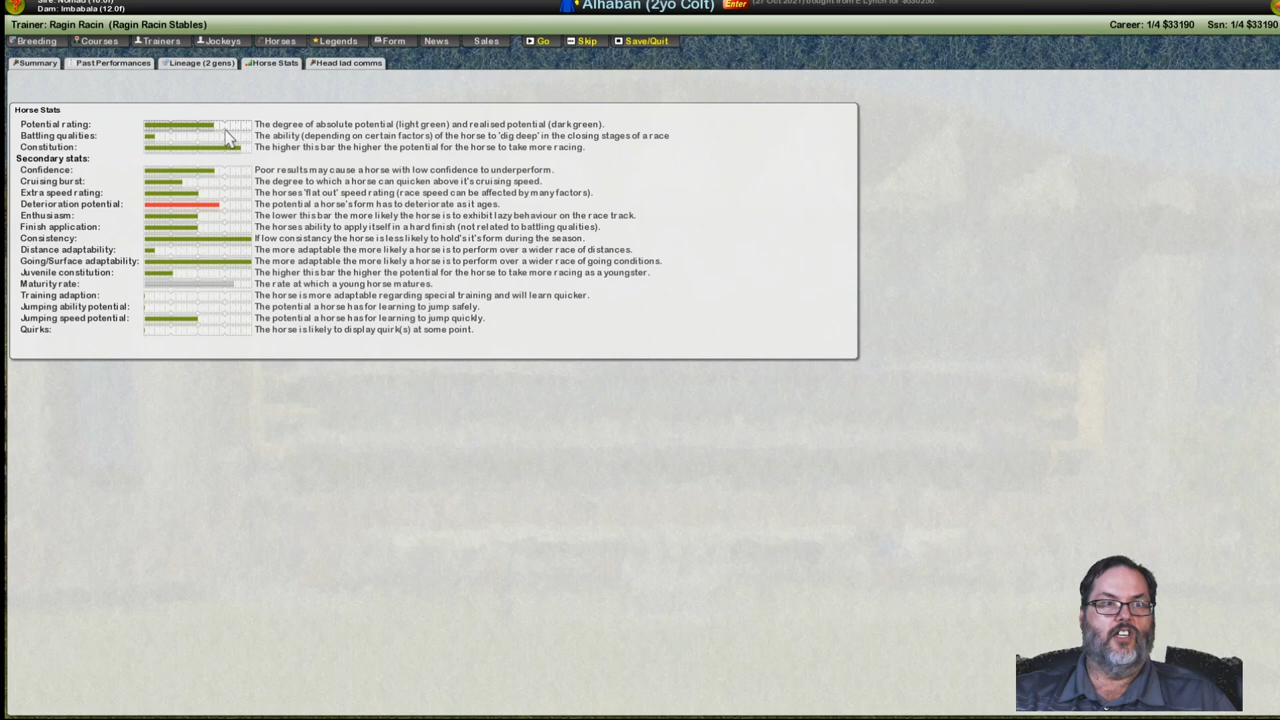 Sire: Nomad (10.0f)
Dam: Imbabala (12.0f)
Alhaban (2yo Colt)
Enter
(27 Oct 2021) bought from E Lynch for $630250.
Trainer: Ragin Racin (Ragin Racin Stables)
Career: 1/4 $33190 Ssn: 1/4 $33190
Breeding Courses Trainers Jockeys Horses Legends Form News Sales Go Skip Save/Quit
Summary Past Performances Lineage (2 gens) Horse Stats Head lad comms
Horse Stats
Potential rating: The degree of absolute potential (light green) and realised potential (dark green).
Battling qualities: The ability (depending on certain factors) of the horse to 'dig deep' in the closing stages of a race
Constitution: The higher this bar the higher the potential for the horse to take more racing.
Secondary stats:
Confidence: Poor results may cause a horse with low confidence to underperform.
Cruising burst: The degree to which a horse can quicken above it's cruising speed.
Extra speed rating: The horses 'flat out' speed rating (race speed can be affected by many factors).
Deterioration potential: The potential a horse's form has to deteriorate as it ages.
Enthusiasm: The lower this bar the more likely the horse is to exhibit lazy behaviour on the race track.
Finish application: The horses ability to apply itself in a hard finish (not related to battling qualities).
Consistency: If low consistancy the horse is less likely to hold's it's form during the season.
Distance adaptability: The more adaptable the more likely a horse is to perform over a wider race of distances.
Going/Surface adaptability: The more adaptable the more likely a horse is to perform over a wider race of going conditions.
Juvenile constitution: The higher this bar the higher the potential for the horse to take more racing as a youngster.
Maturity rate: The rate at which a young horse matures.
Training adaption: The horse is more adaptable regarding special training and will learn quicker.
Jumping ability potential: The potential a horse has for learning to jump safely.
Jumping speed potential: The potential a horse has for learning to jump quickly.
Quirks: The horse is likely to display quirk(s) at some point.